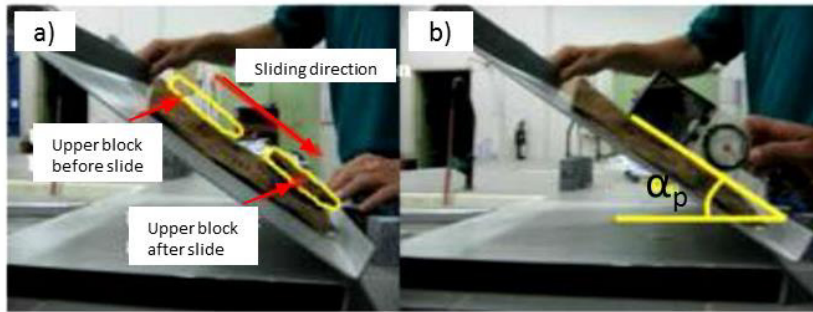 a)
Sliding direction
Upper block
before slide
Upper block
after slide
b)
αp